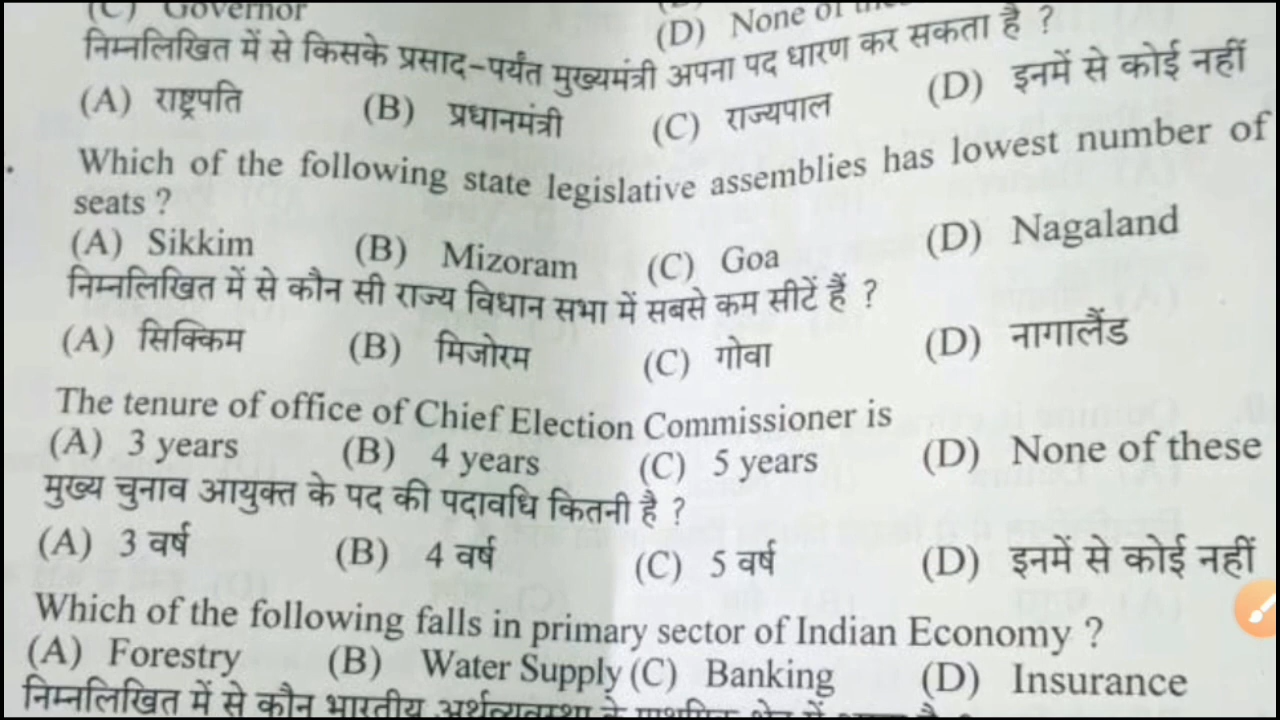 (C) Governor
(D) None of
निम्नलिखित में से किसके प्रसाद-पर्यंत मुख्यमंत्री अपना पद धारण कर सकता है ?
(A) राष्ट्रपति (B) प्रधानमंत्री (C) राज्यपाल (D) इनमें से कोई नहीं
Which of the following state legislative assemblies has lowest number of
seats ?
(A) Sikkim (B) Mizoram (C) Goa (D) Nagaland
निम्नलिखित में से कौन सी राज्य विधान सभा में सबसे कम सीटें हैं ?
(A) सिक्किम (B) मिजोरम (C) गोवा (D) नागालैंड
The tenure of office of Chief Election Commissioner is
(A) 3 years (B) 4 years (C) 5 years (D) None of these
मुख्य चुनाव आयुक्त के पद की पदावधि कितनी है ?
(A) 3 वर्ष (B) 4 वर्ष (C) 5 वर्ष (D) इनमें से कोई नहीं
Which of the following falls in primary sector of Indian Economy ?
(A) Forestry (B) Water Supply (C) Banking (D) Insurance
निम्नलिखित में से कौन भारतीय अर्थव्यवस्था के